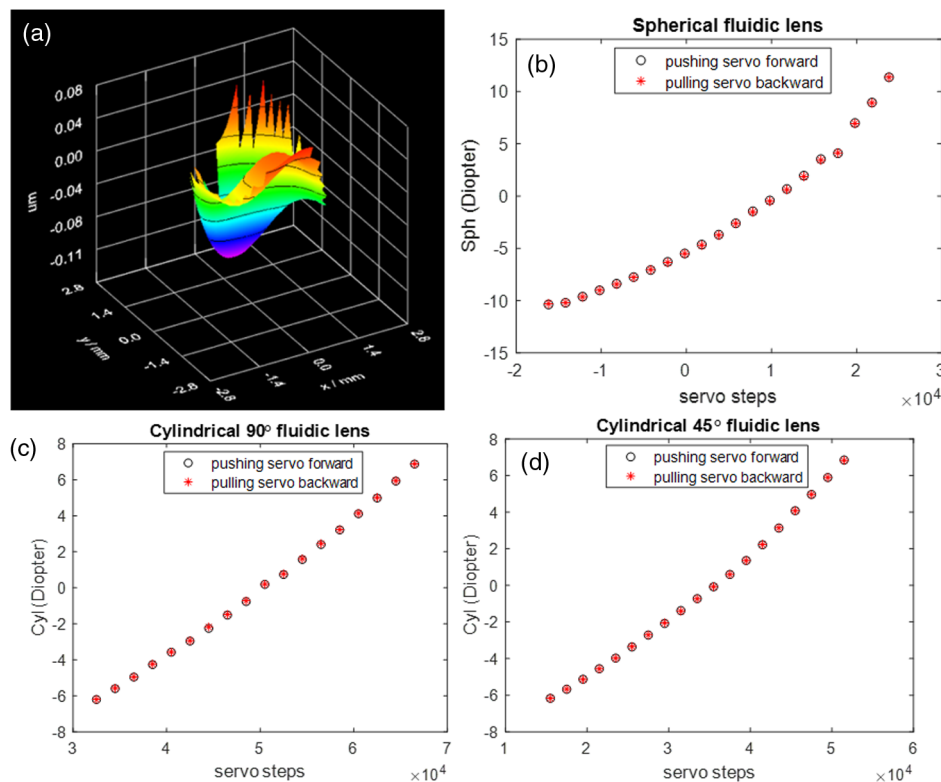 (a)
0.08
0.04
0.00
-0.04
-0.08
-0.11
um
2.8
1.4
0.0
-1.4
-2.8
y / mm
-2.8
-1.4
0.0
1.4
2.8
x / mm
Spherical fluidic lens
(b)
pushing servo forward
pulling servo backward
15
10
5
0
-5
-10
-15
Sph (Diopter)
-2 -1 0 1 2 3
servo steps
×10⁴
Cylindrical 90° fluidic lens
(c)
pushing servo forward
pulling servo backward
8
6
4
2
0
-2
-4
-6
-8
Cyl (Diopter)
3 4 5 6 7
servo steps
×10⁴
Cylindrical 45° fluidic lens
(d)
pushing servo forward
pulling servo backward
8
6
4
2
0
-2
-4
-6
-8
Cyl (Diopter)
1 2 3 4 5 6
servo steps
×10⁴